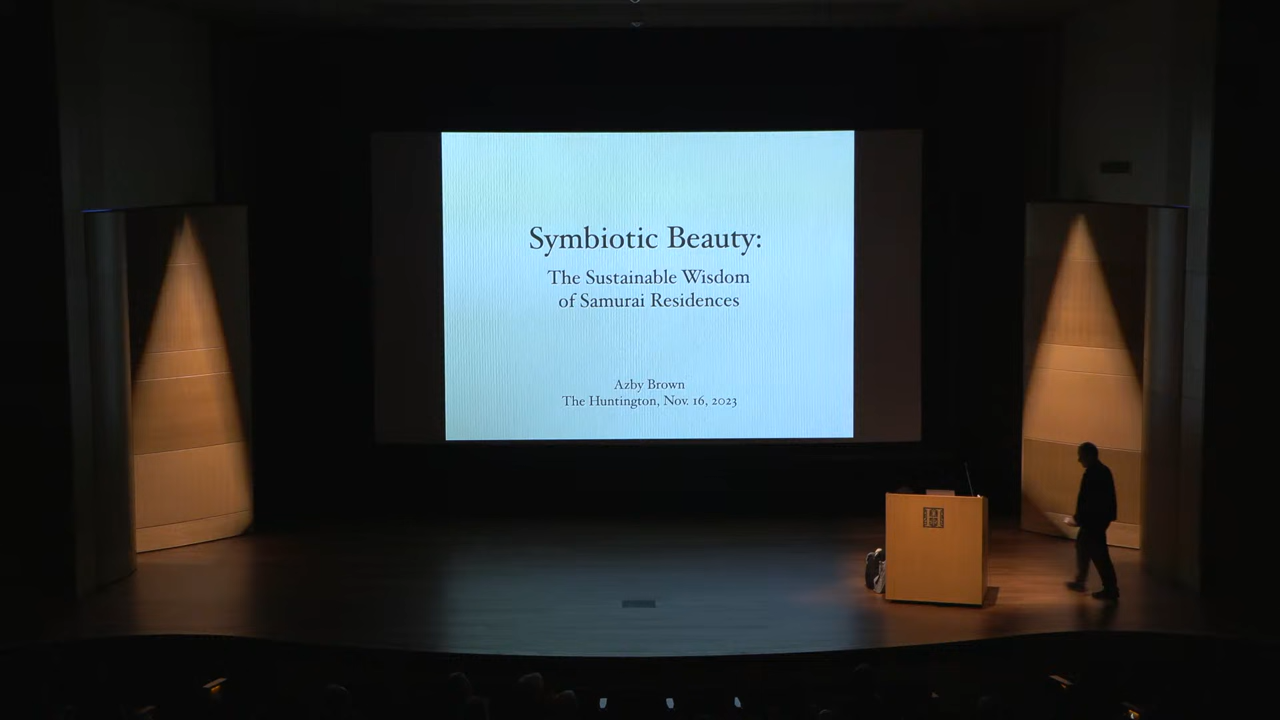 Symbiotic Beauty:
The Sustainable Wisdom
of Samurai Residences
Azby Brown
The Huntington, Nov. 16, 2023
H